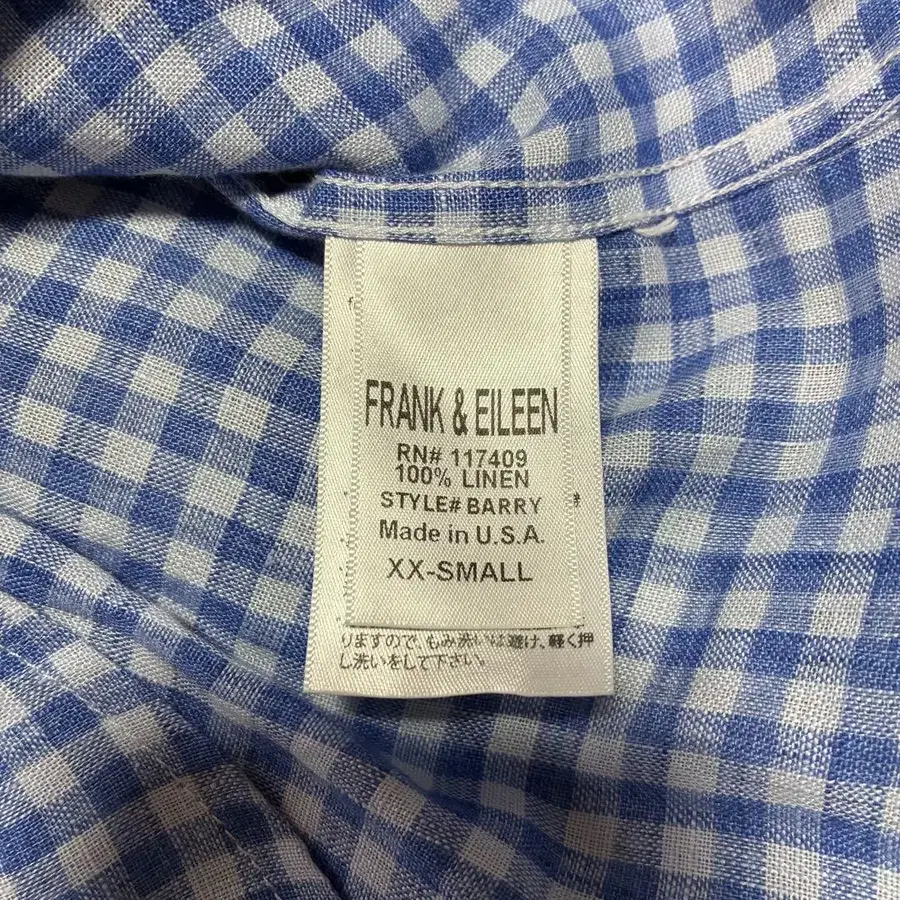 FRANK & EILEEN
RN# 117409
100% LINEN
STYLE# BARRY
Made in U.S.A.
XX-SMALL
りますので、もみ洗いは避け、軽く押
し洗いをして下さい。